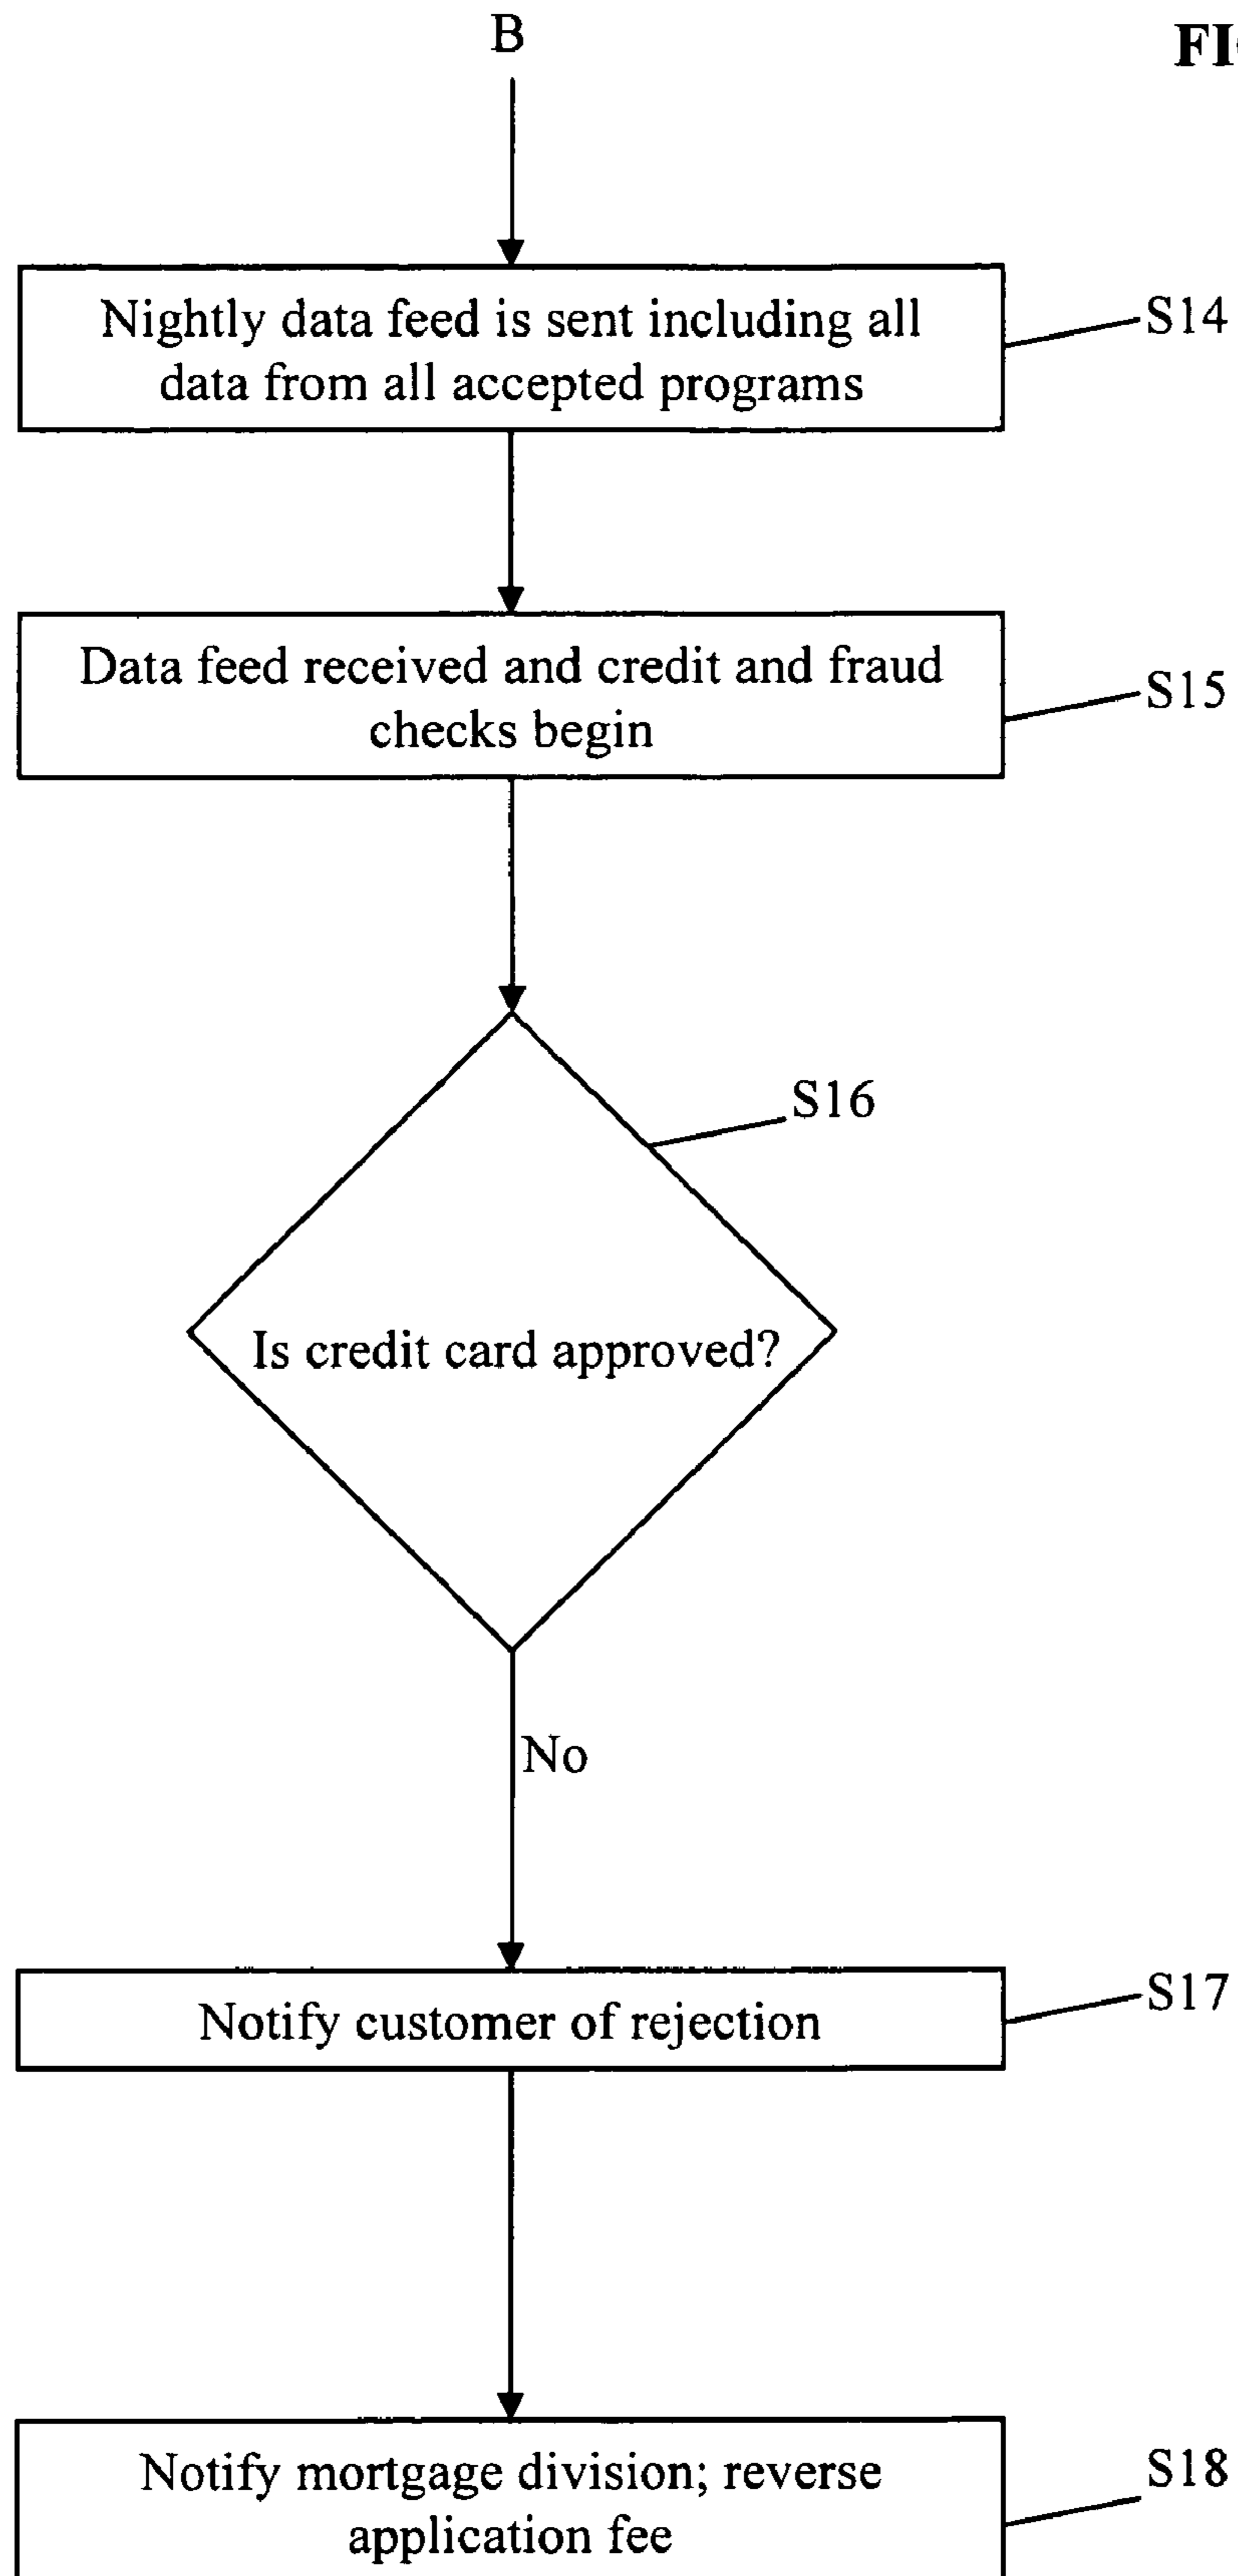 B
Nightly data feed is sent including all
data from all accepted programs
S14
Data feed received and credit and fraud
checks begin
S15
S16
Is credit card approved?
No
Notify customer of rejection
S17
Notify mortgage division; reverse
application fee
S18